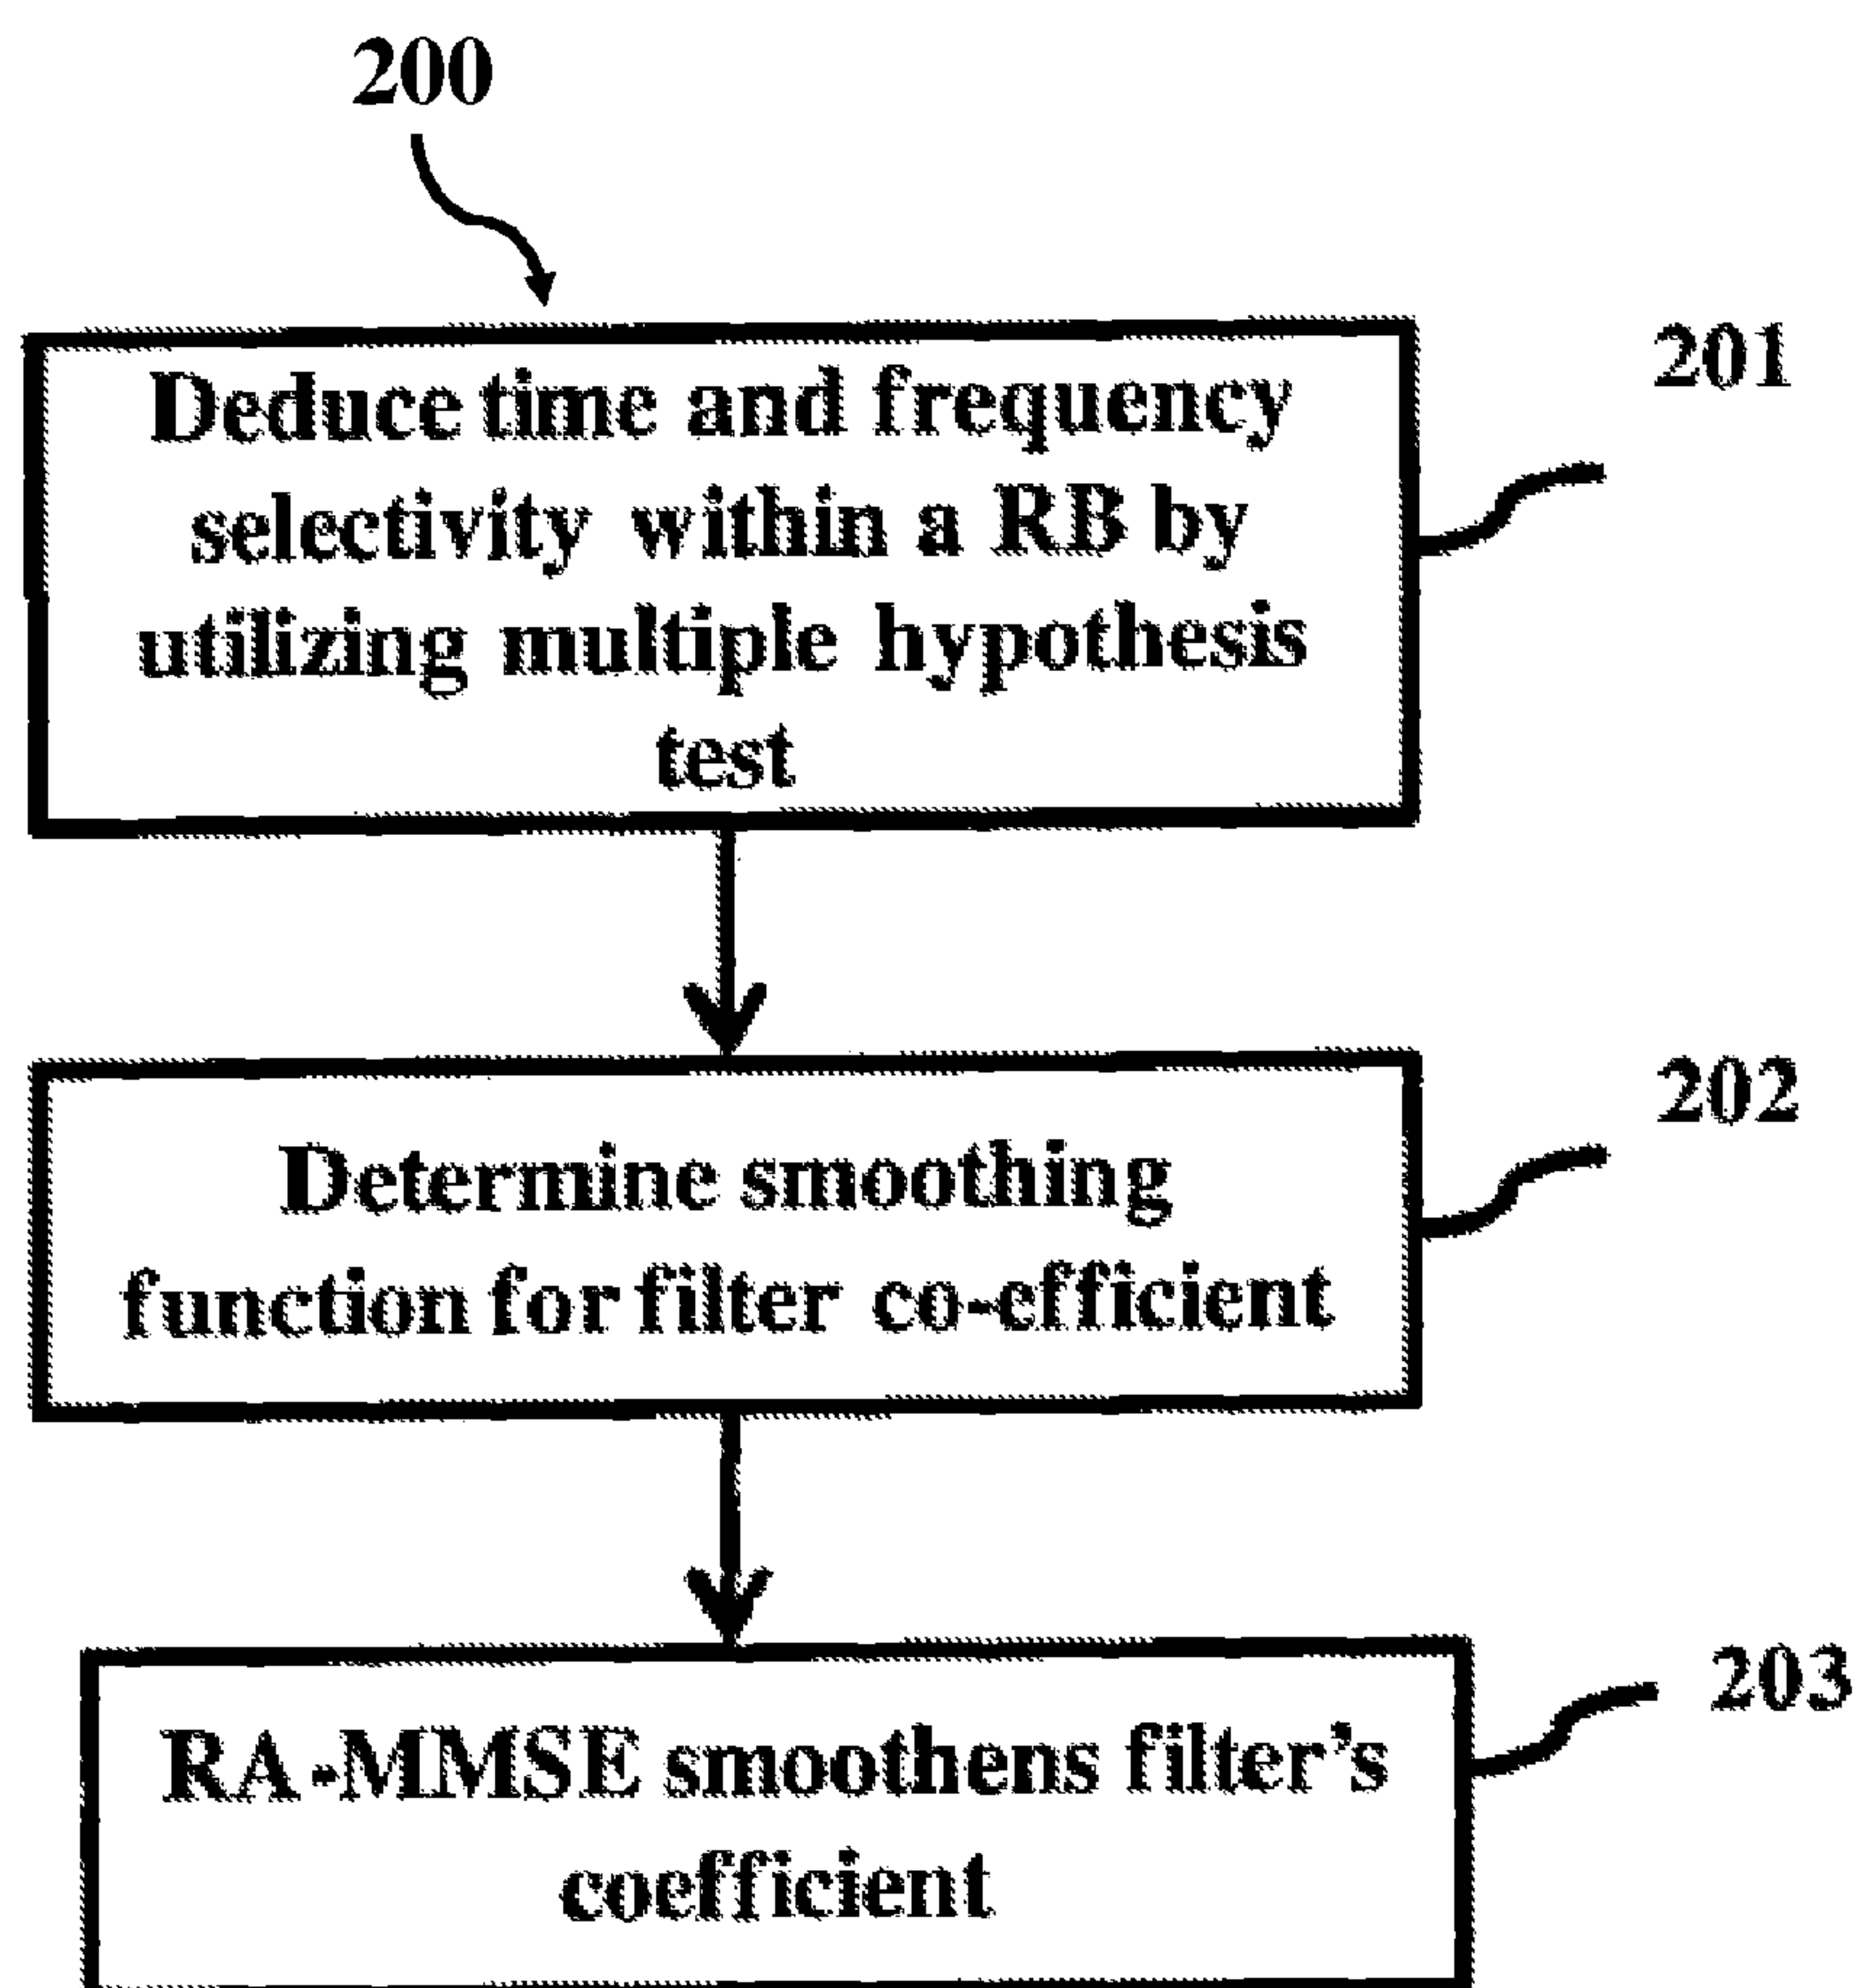 200
201
Deduce time and frequency
selectivity within a RB by
utilizing multiple hypothesis
test
202
Determine smoothing
function for filter co-efficient
203
RA-MMSE smoothens filter's
coefficient